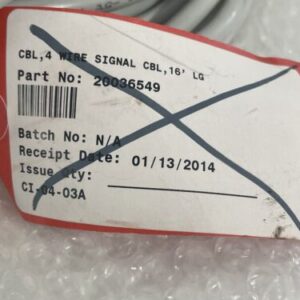 CBL,4 WIRE SIGNAL CBL,16' LG
Part No: 20036549
Batch No: N/A
Receipt Date: 01/13/2014
Issue Qty:
CI-04-03A